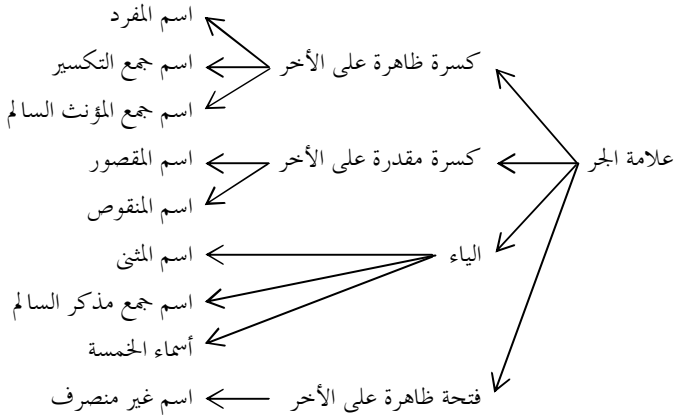 اسم المفرد
كسرة ظاهرة على الأخر
اسم جمع التكسير
اسم جمع المؤنث السالم
علامة الجر
كسرة مقدرة على الأخر
اسم المقصور
اسم المنقوص
الياء
اسم المثنى
اسم جمع مذكر السالم
أسماء الخمسة
فتحة ظاهرة على الأخر
اسم غير منصرف